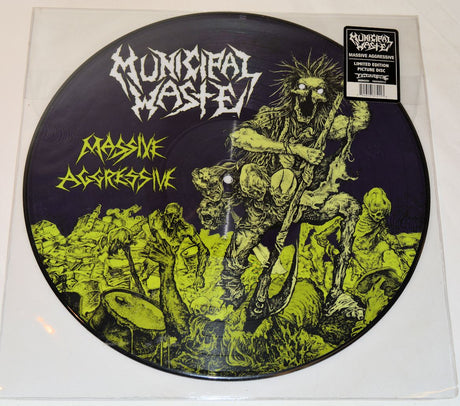 MUNICIPAL
WASTE
MASSIVE
AGGRESSIVE
MUNICIPAL
WASTE
MASSIVE AGGRESSIVE
LIMITED EDITION
PICTURE DISC